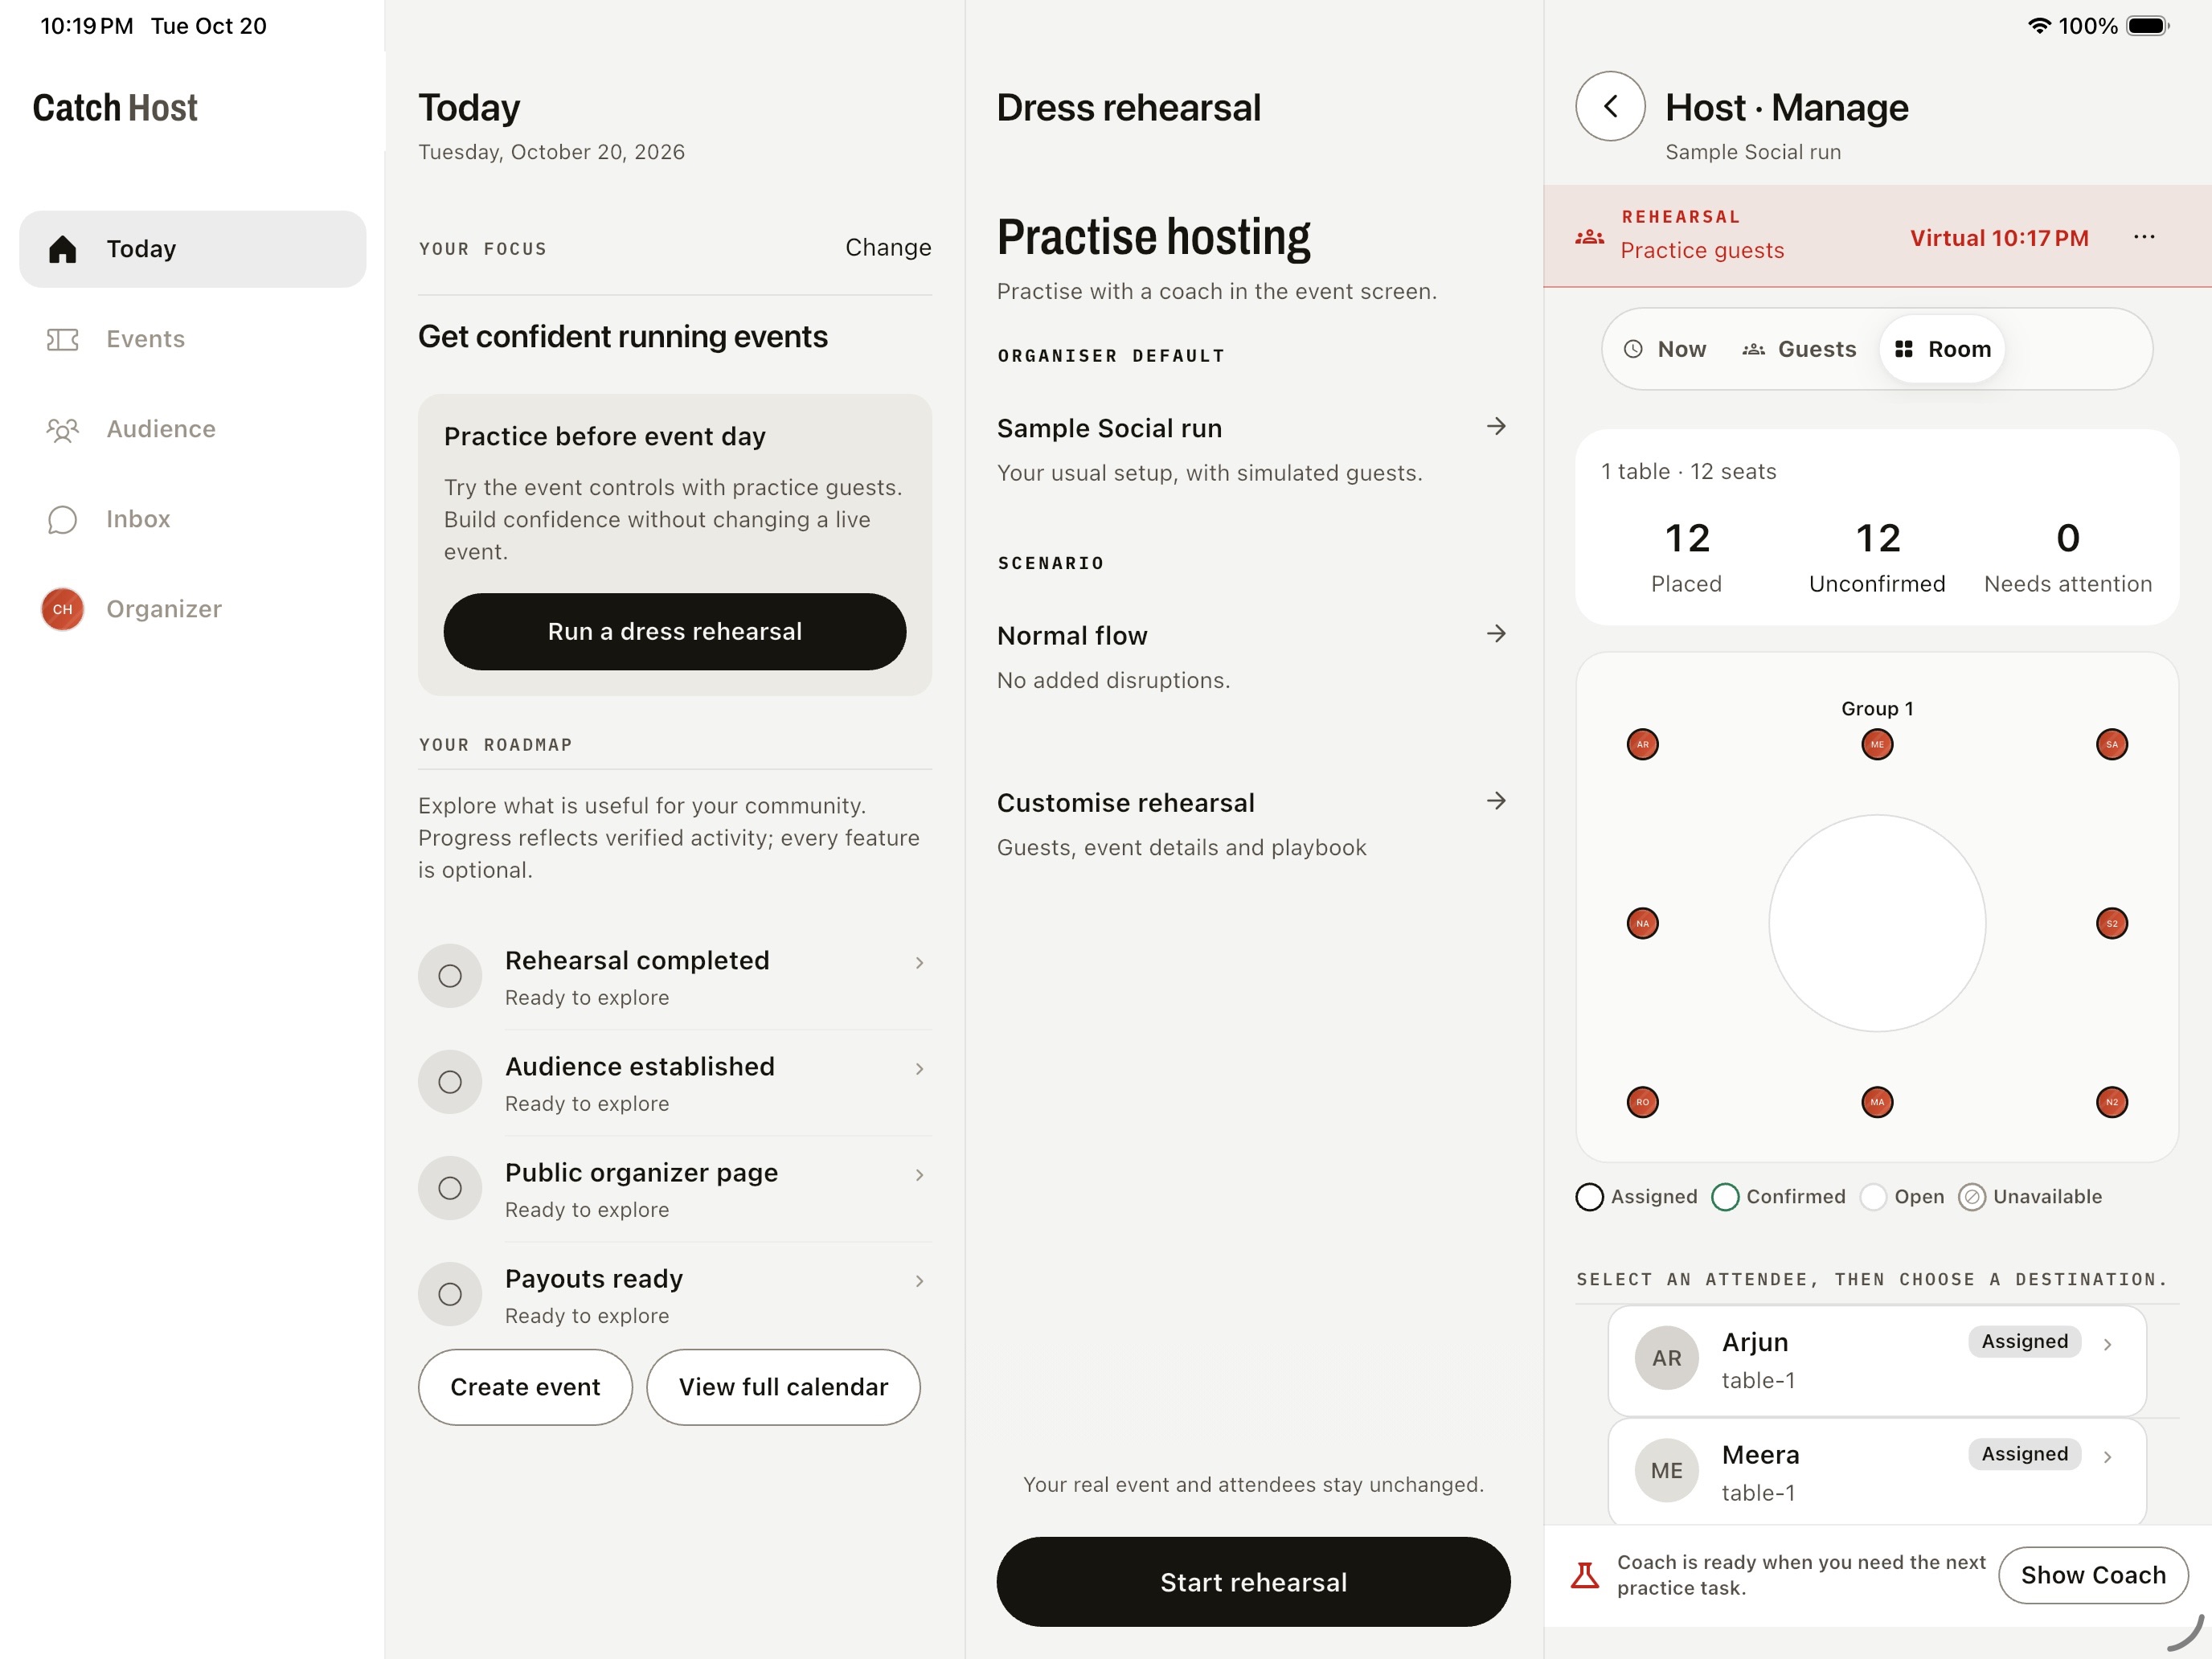 10:19 PM Tue Oct 20
100%
Catch Host
Today
Events
Audience
Inbox
CH
Organizer
Today
Tuesday, October 20, 2026
YOUR FOCUS
Change
Get confident running events
Practice before event day
Try the event controls with practice guests.
Build confidence without changing a live
event.
Run a dress rehearsal
YOUR ROADMAP
Explore what is useful for your community.
Progress reflects verified activity; every feature
is optional.
Rehearsal completed
Ready to explore
Audience established
Ready to explore
Public organizer page
Ready to explore
Payouts ready
Ready to explore
Create event
View full calendar
Dress rehearsal
Practise hosting
Practise with a coach in the event screen.
ORGANISER DEFAULT
Sample Social run
Your usual setup, with simulated guests.
SCENARIO
Normal flow
No added disruptions.
Customise rehearsal
Guests, event details and playbook
Your real event and attendees stay unchanged.
Start rehearsal
Host · Manage
Sample Social run
REHEARSAL
Practice guests
Virtual 10:17 PM
Now
Guests
Room
1 table · 12 seats
12
12
0
Placed
Unconfirmed
Needs attention
Group 1
AR
ME
SA
NA
S2
RO
MA
N2
Assigned
Confirmed
Open
Unavailable
SELECT AN ATTENDEE, THEN CHOOSE A DESTINATION.
AR
Arjun
Assigned
table-1
ME
Meera
Assigned
table-1
Coach is ready when you need the next
practice task.
Show Coach